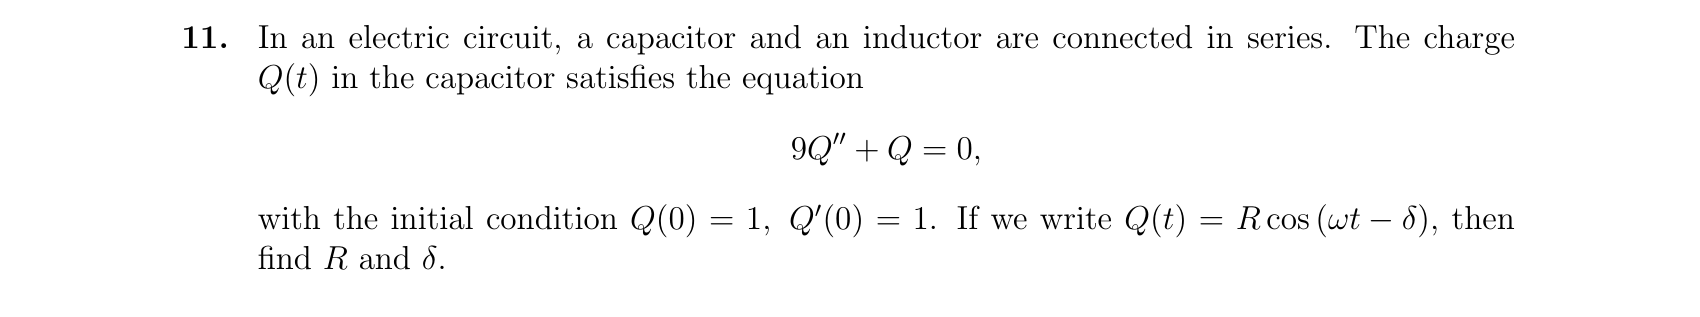 11. In an electric circuit, a capacitor and an inductor are connected in series. The charge
Q(t) in the capacitor satisfies the equation
9Q″ + Q = 0,
with the initial condition Q(0) = 1, Q′(0) = 1. If we write Q(t) = R cos (ωt − δ), then
find R and δ.